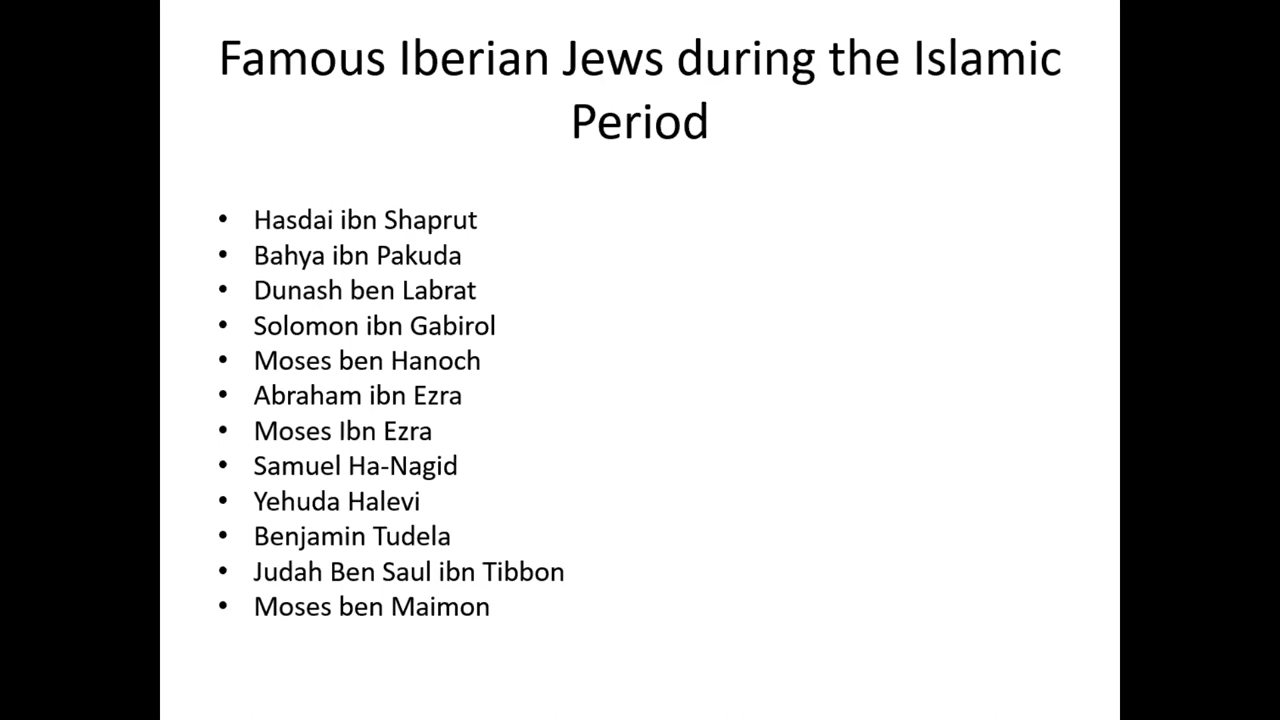 Famous Iberian Jews during the Islamic
Period
• Hasdai ibn Shaprut
• Bahya ibn Pakuda
• Dunash ben Labrat
• Solomon ibn Gabirol
• Moses ben Hanoch
• Abraham ibn Ezra
• Moses Ibn Ezra
• Samuel Ha-Nagid
• Yehuda Halevi
• Benjamin Tudela
• Judah Ben Saul ibn Tibbon
• Moses ben Maimon